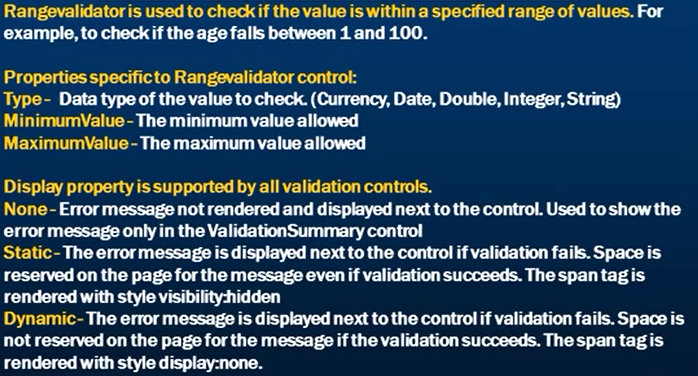 Rangevalidator is used to check if the value is within a specified range of values. For
example, to check if the age falls between 1 and 100.
Properties specific to Rangevalidator control:
Type - Data type of the value to check. (Currency, Date, Double, Integer, String)
MinimumValue - The minimum value allowed
MaximumValue - The maximum value allowed
Display property is supported by all validation controls.
None - Error message not rendered and displayed next to the control. Used to show the
error message only in the ValidationSummary control
Static - The error message is displayed next to the control if validation fails. Space is
reserved on the page for the message even if validation succeeds. The span tag is
rendered with style visibility:hidden
Dynamic - The error message is displayed next to the control if validation fails. Space is
not reserved on the page for the message if the validation succeeds. The span tag is
rendered with style display:none.